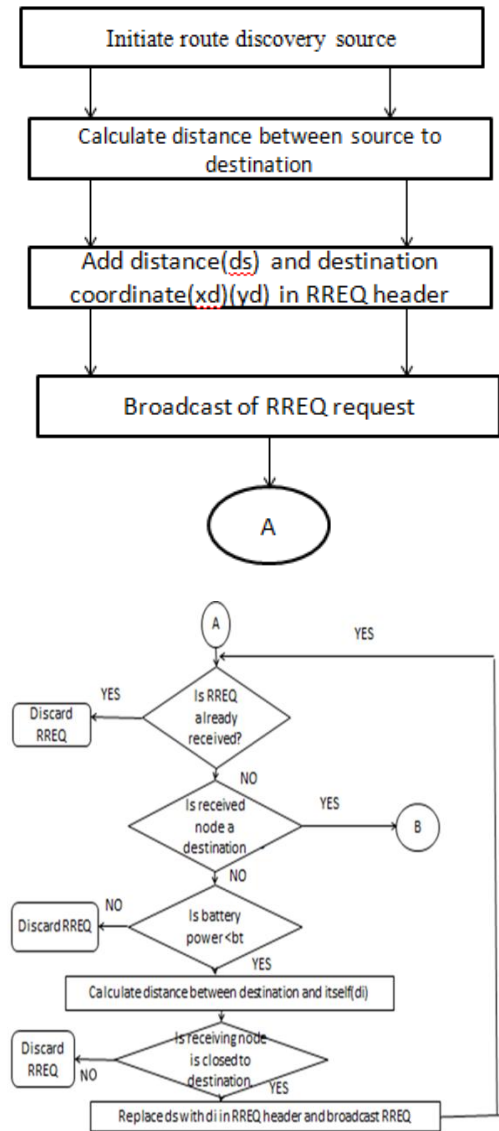 Initiate route discovery source
Calculate distance between source to
destination
Add distance(ds) and destination
coordinate(xd)(yd) in RREQ header
Broadcast of RREQ request
A
A
YES
YES
Is RREQ
already
received?
Discard
RREQ
NO
Is received
node a
destination
YES
B
NO
NO
Is battery
power<bt
Discard RREQ
YES
Calculate distance between destination and itself(di)
Is receiving node
is closed to
destination
Discard
RREQ
NO
YES
Replace ds with di in RREQ header and broadcast RREQ